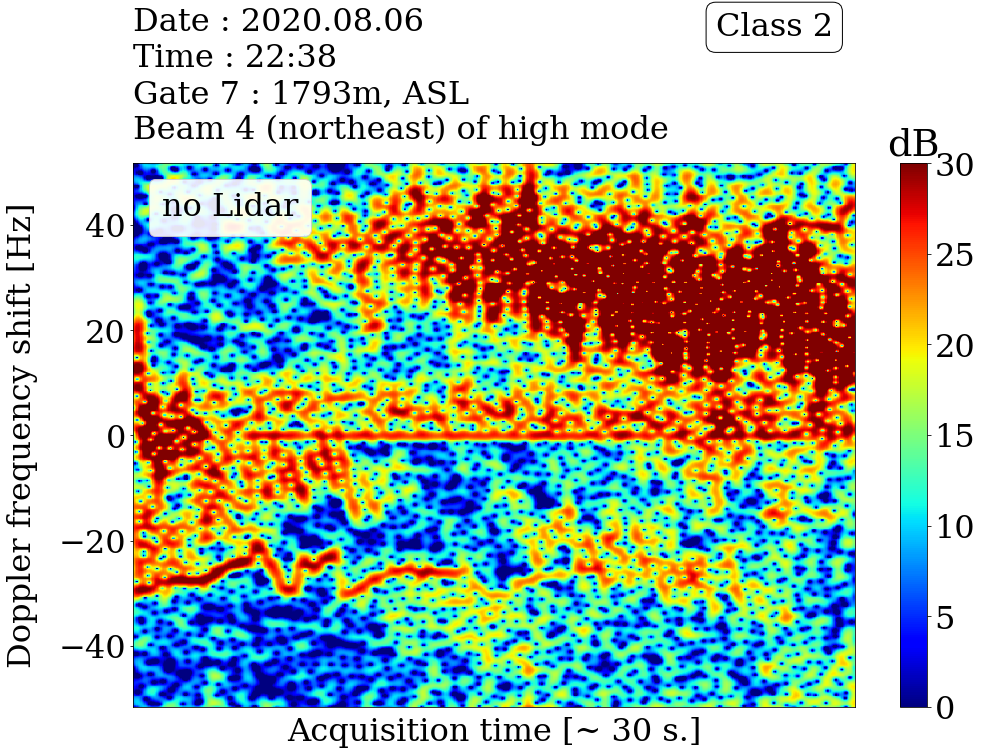 Date : 2020.08.06
Time : 22:38
Gate 7 : 1793m, ASL
Beam 4 (northeast) of high mode
Class 2
no Lidar
dB
Doppler frequency shift [Hz]
40
20
0
−20
−40
Acquisition time [~ 30 s.]
30
25
20
15
10
5
0